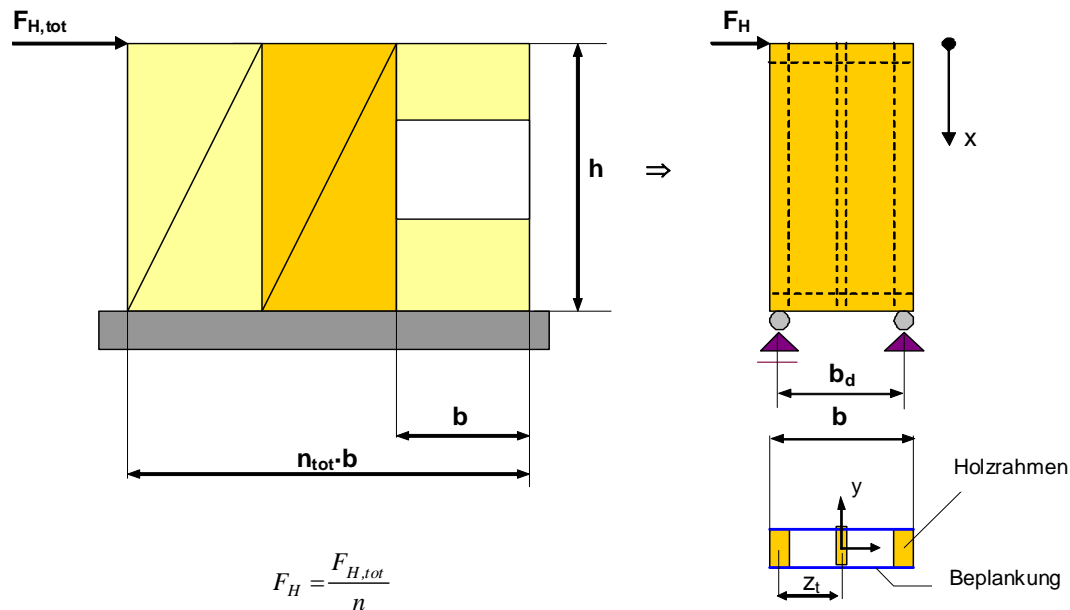 F_H,tot
F_H
x
h
⇒
b_d
b
b
n_tot·b
Holzrahmen
y
z_t
Beplankung
F_H = F_H,tot / n